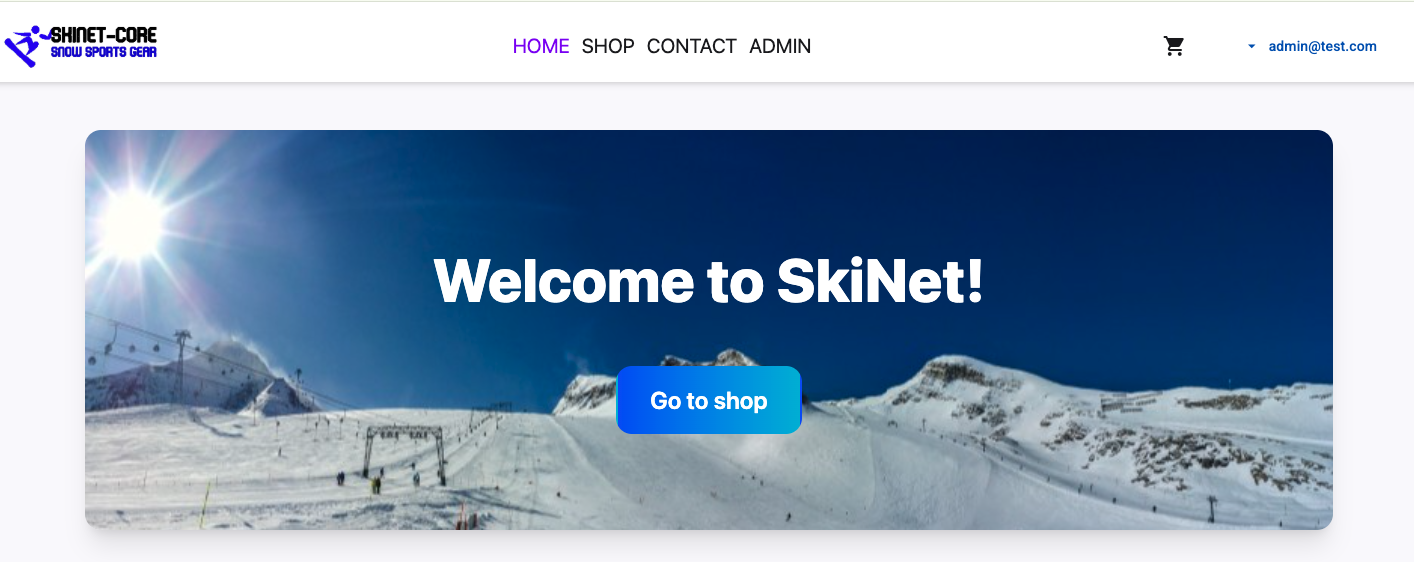 SKINET-CORE
SNOW SPORTS GEAR
HOME SHOP CONTACT ADMIN
admin@test.com
Welcome to SkiNet!
Go to shop